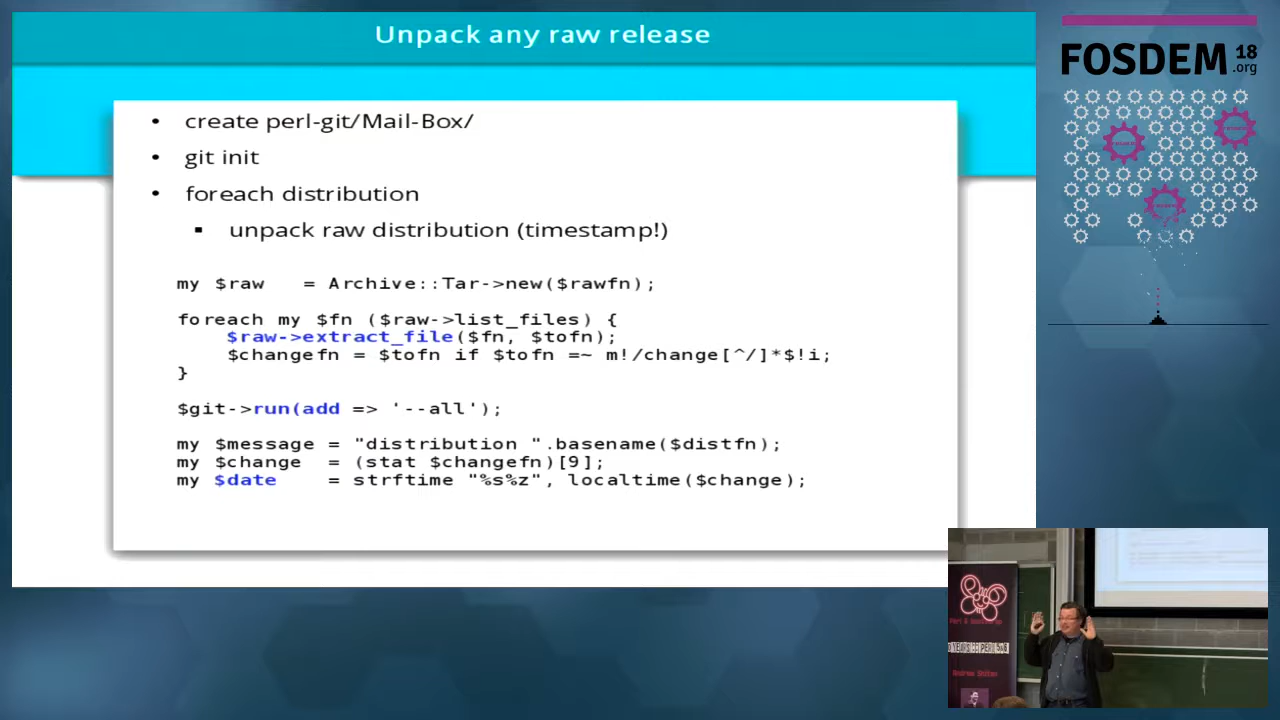 Unpack any raw release
• create perl-git/Mail-Box/
• git init
• foreach distribution
▪ unpack raw distribution (timestamp!)
my $raw = Archive::Tar->new($rawfn);
foreach my $fn ($raw->list_files) {
$raw->extract_file($fn, $tofn);
$changefn = $tofn if $tofn =~ m!/change[^/]*$!i;
}
$git->run(add => '--all');
my $message = "distribution ".basename($distfn);
my $change = (stat $changefn)[9];
my $date = strftime "%s%z", localtime($change);
FOSDEM 18
.org